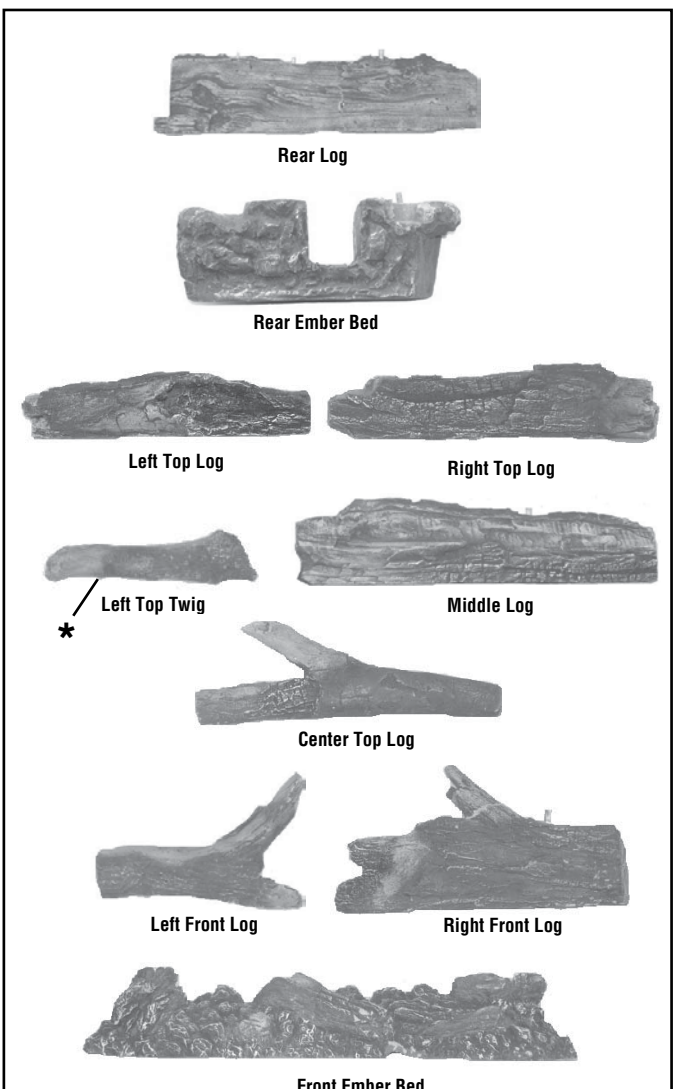 Rear Log
Rear Ember Bed
Left Top Log
Right Top Log
Left Top Twig
*
Middle Log
Center Top Log
Left Front Log
Right Front Log
Front Ember Bed